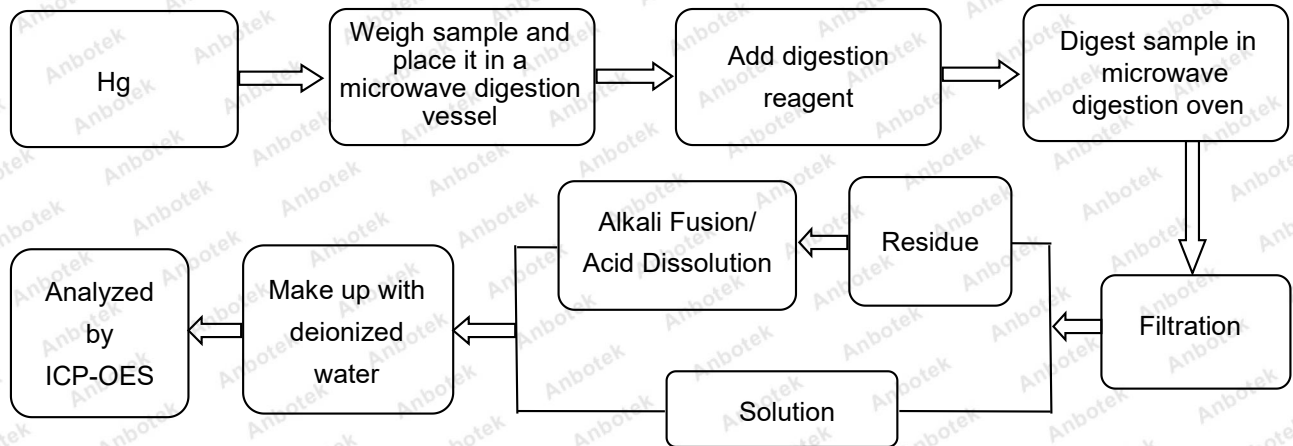 Hg
Weigh sample and
place it in a
microwave digestion
vessel
Add digestion
reagent
Digest sample in
microwave
digestion oven
Filtration
Residue
Alkali Fusion/
Acid Dissolution
Solution
Make up with
deionized
water
Analyzed
by
ICP-OES
Anbotek